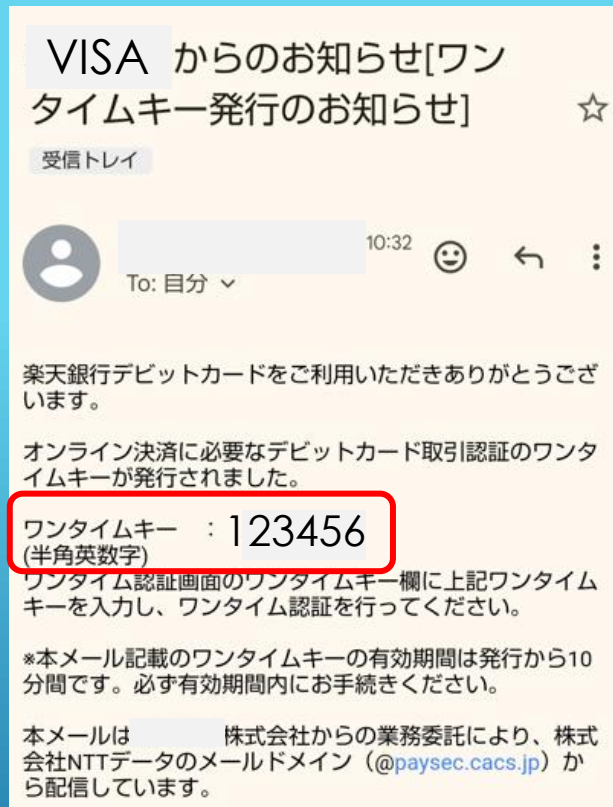 VISA からのお知らせ[ワン
タイムキー発行のお知らせ]
受信トレイ
10:32
To: 目分
楽天銀行デビットカードをご利用いただきありがとうござ
います。
オンライン決済に必要なデビットカード取引認証のワンタ
イムキーが発行されました。
ワンタイムキー ：123456
(半角英数字)
ワンタイム認証画面のワンタイムキー欄に上記ワンタイム
キーを入力し、ワンタイム認証を行ってください。
※本メール記載のワンタイムキーの有効期間は発行から10
分間です。必ず有効期間内にお手続きください。
本メールは 株式会社からの業務委託により、株式
会社NTTデータのメールドメイン（@paysec.cacs.jp）か
ら配信しています。